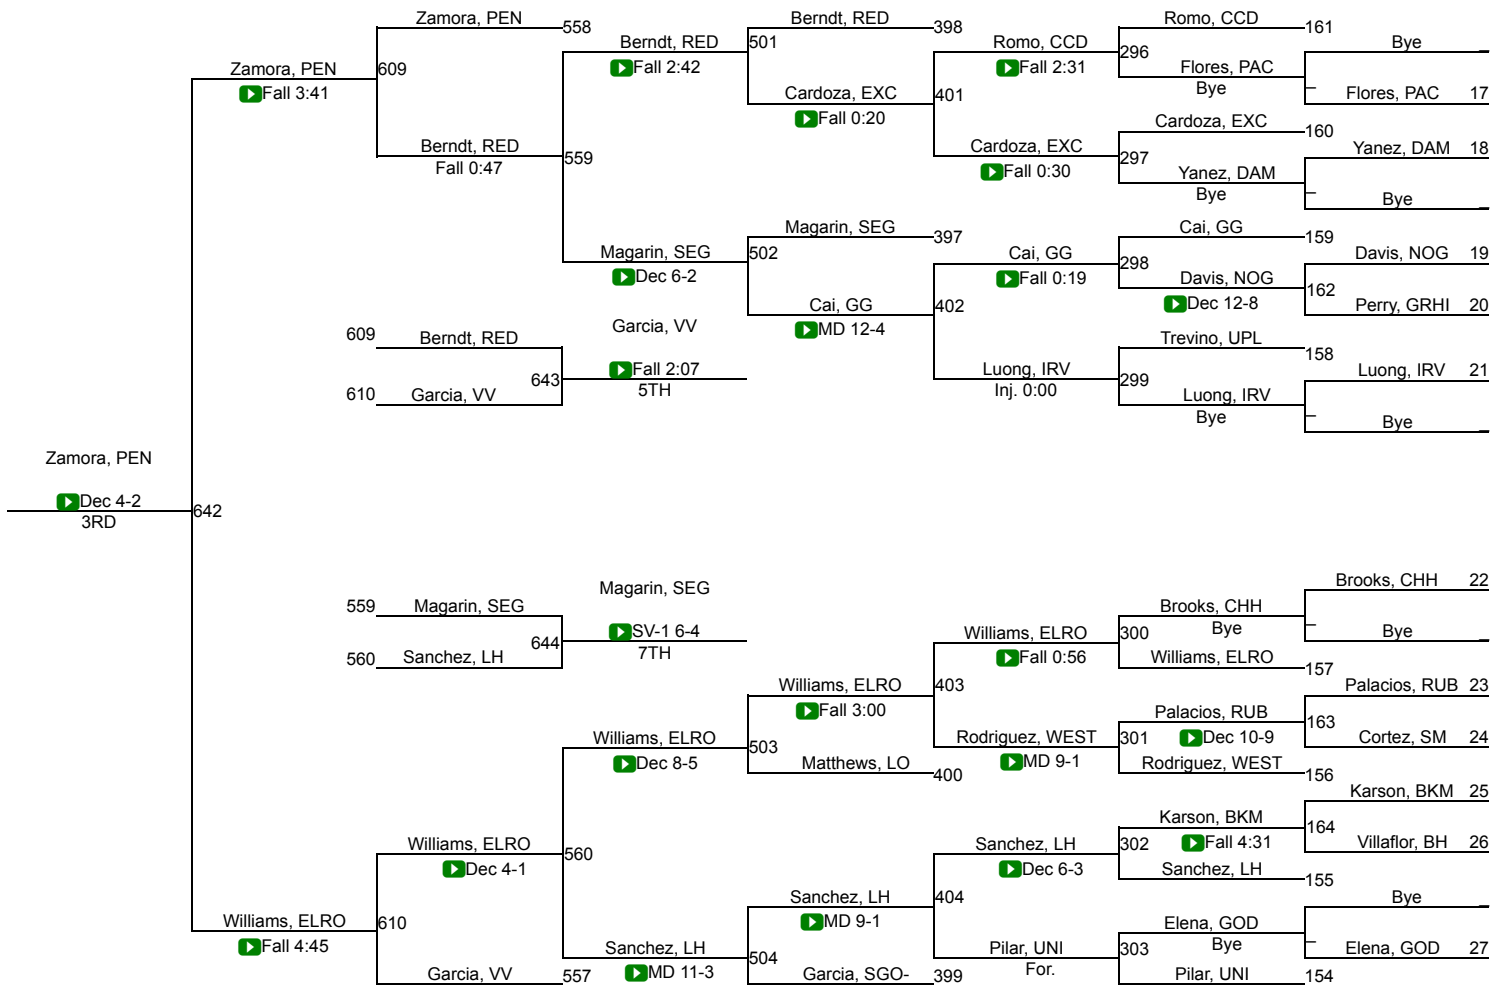 Zamora, PEN
558
Berndt, RED
398
Romo, CCD
161
Berndt, RED
501
Romo, CCD
296
Bye _
Zamora, PEN
609
Fall 2:42
Fall 2:31
Flores, PAC
Fall 3:41
Cardoza, EXC
401
Bye
_
Flores, PAC 17
Fall 0:20
Cardoza, EXC
160
Berndt, RED
559
Cardoza, EXC
297
Yanez, DAM 18
Fall 0:47
Fall 0:30
Yanez, DAM
Bye
_
Bye _
Magarin, SEG
397
Cai, GG
159
Magarin, SEG
502
Cai, GG
298
Davis, NOG 19
Dec 6-2
Fall 0:19
Davis, NOG
162
Cai, GG
402
Dec 12-8
Perry, GRHI 20
Garcia, VV
MD 12-4
609
Berndt, RED
Trevino, UPL
158
Fall 2:07
Luong, IRV
299
Luong, IRV 21
643
5TH
Inj. 0:00
610
Garcia, VV
Luong, IRV
Bye
_
Bye _
Zamora, PEN
Dec 4-2
642
3RD
Brooks, CHH 22
Magarin, SEG
559
Magarin, SEG
Brooks, CHH
644
SV-1 6-4
Williams, ELRO
300
Bye
_
Bye _
7TH
560
Sanchez, LH
Fall 0:56
Williams, ELRO
157
Williams, ELRO
403
Palacios, RUB 23
Fall 3:00
Palacios, RUB
163
Williams, ELRO
503
Rodriguez, WEST
301
Dec 10-9
Cortez, SM 24
Dec 8-5
Matthews, LO
400
MD 9-1
Rodriguez, WEST
156
Karson, BKM 25
Karson, BKM
164
Williams, ELRO
560
Sanchez, LH
302
Fall 4:31
Villaflor, BH 26
Dec 4-1
Dec 6-3
Sanchez, LH
155
Sanchez, LH
404
Bye _
Williams, ELRO
610
MD 9-1
Elena, GOD
Fall 4:45
Sanchez, LH
504
Pilar, UNI
303
Bye
_
Elena, GOD 27
Garcia, VV
557
MD 11-3
Garcia, SGO-
399
For.
Pilar, UNI
154